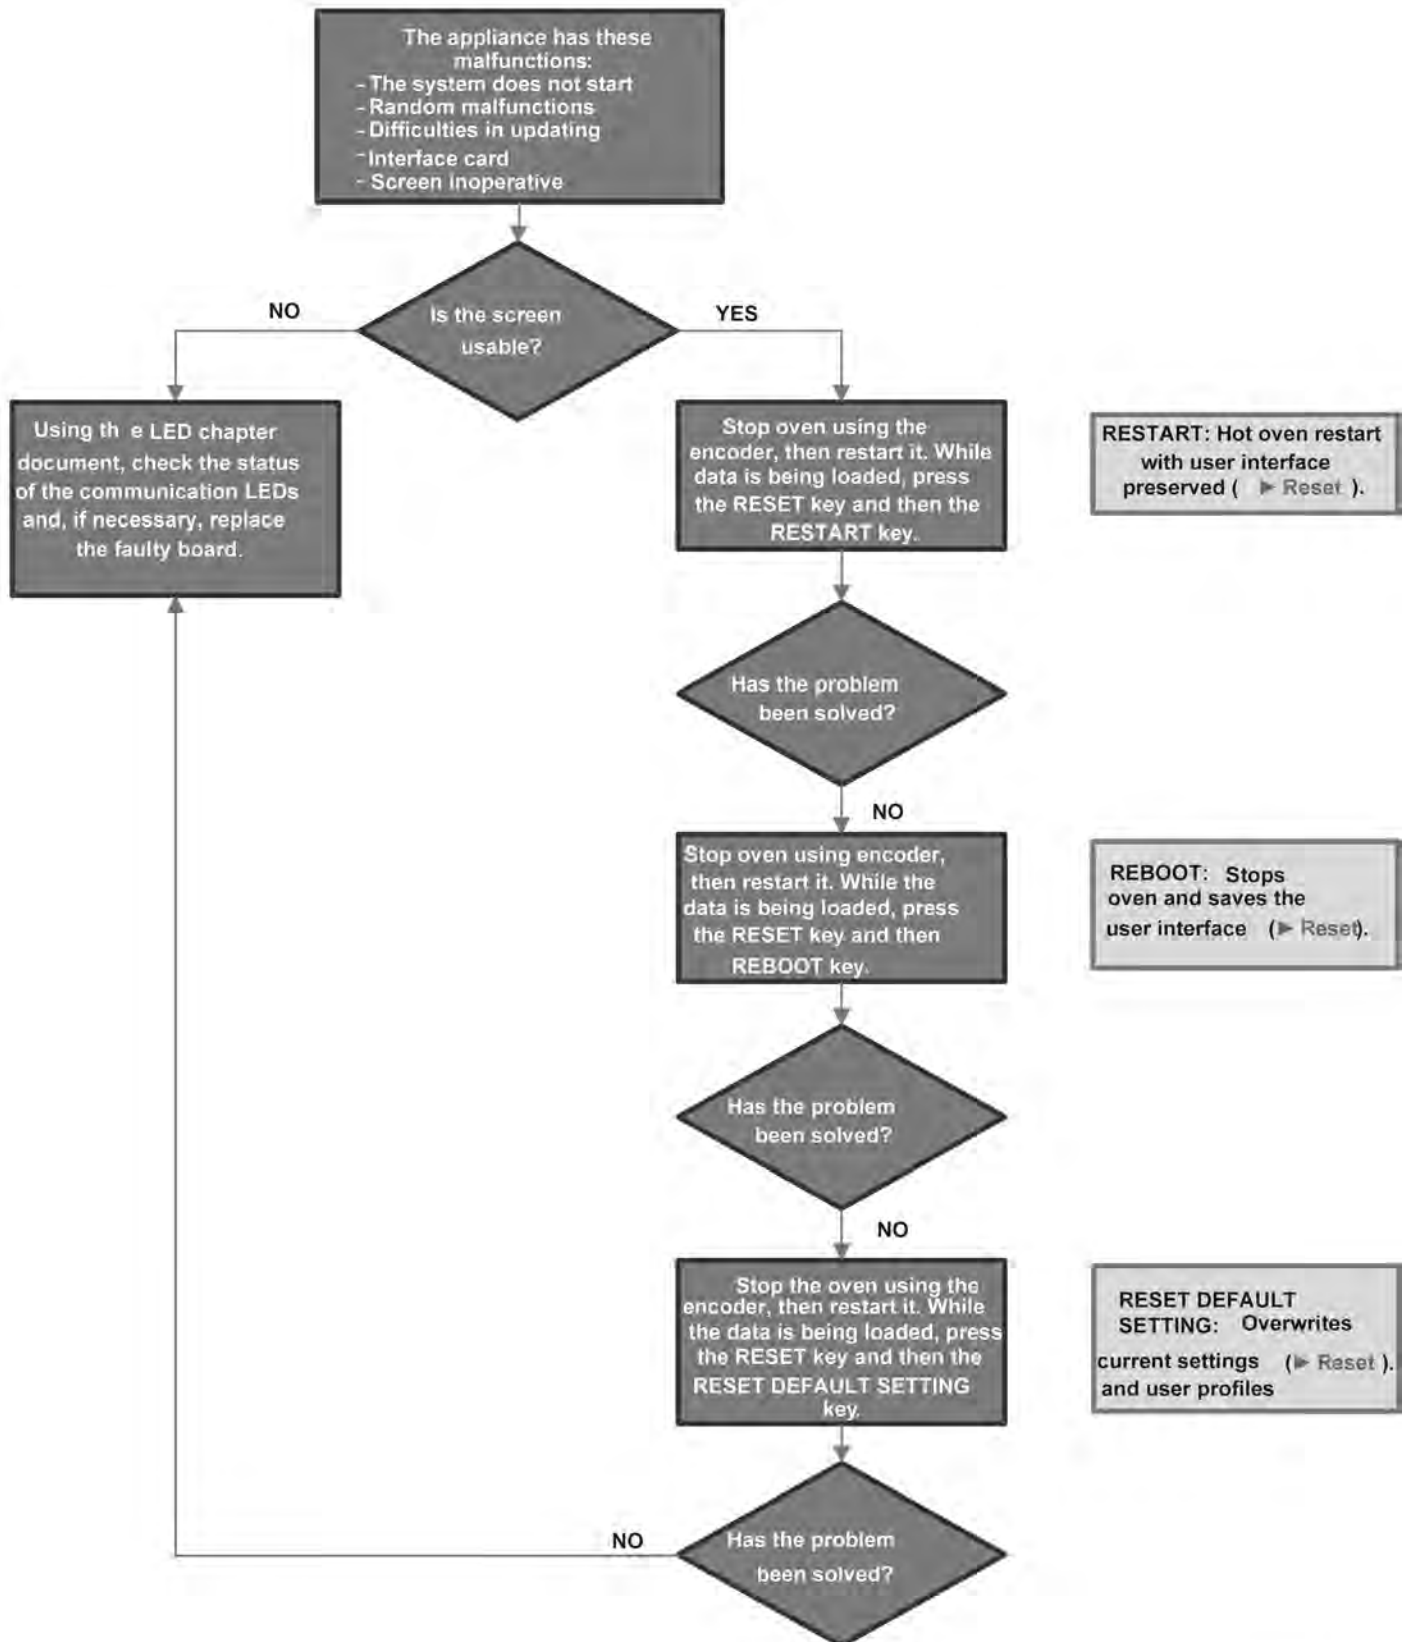 The appliance has these
malfunctions:
- The system does not start
- Random malfunctions
- Difficulties in updating
- Interface card
- Screen inoperative
Is the screen
usable?
NO
YES
Using th e LED chapter
document, check the status
of the communication LEDs
and, if necessary, replace
the faulty board.
Stop oven using the
encoder, then restart it. While
data is being loaded, press
the RESET key and then the
RESTART key.
RESTART: Hot oven restart
with user interface
preserved ( ► Reset ).
Has the problem
been solved?
NO
Stop oven using encoder,
then restart it. While the
data is being loaded, press
the RESET key and then
REBOOT key.
REBOOT: Stops
oven and saves the
user interface (► Reset).
Has the problem
been solved?
NO
Stop the oven using the
encoder, then restart it. While
the data is being loaded, press
the RESET key and then the
RESET DEFAULT SETTING
key.
RESET DEFAULT
SETTING: Overwrites
current settings (► Reset ).
and user profiles
Has the problem
been solved?
NO